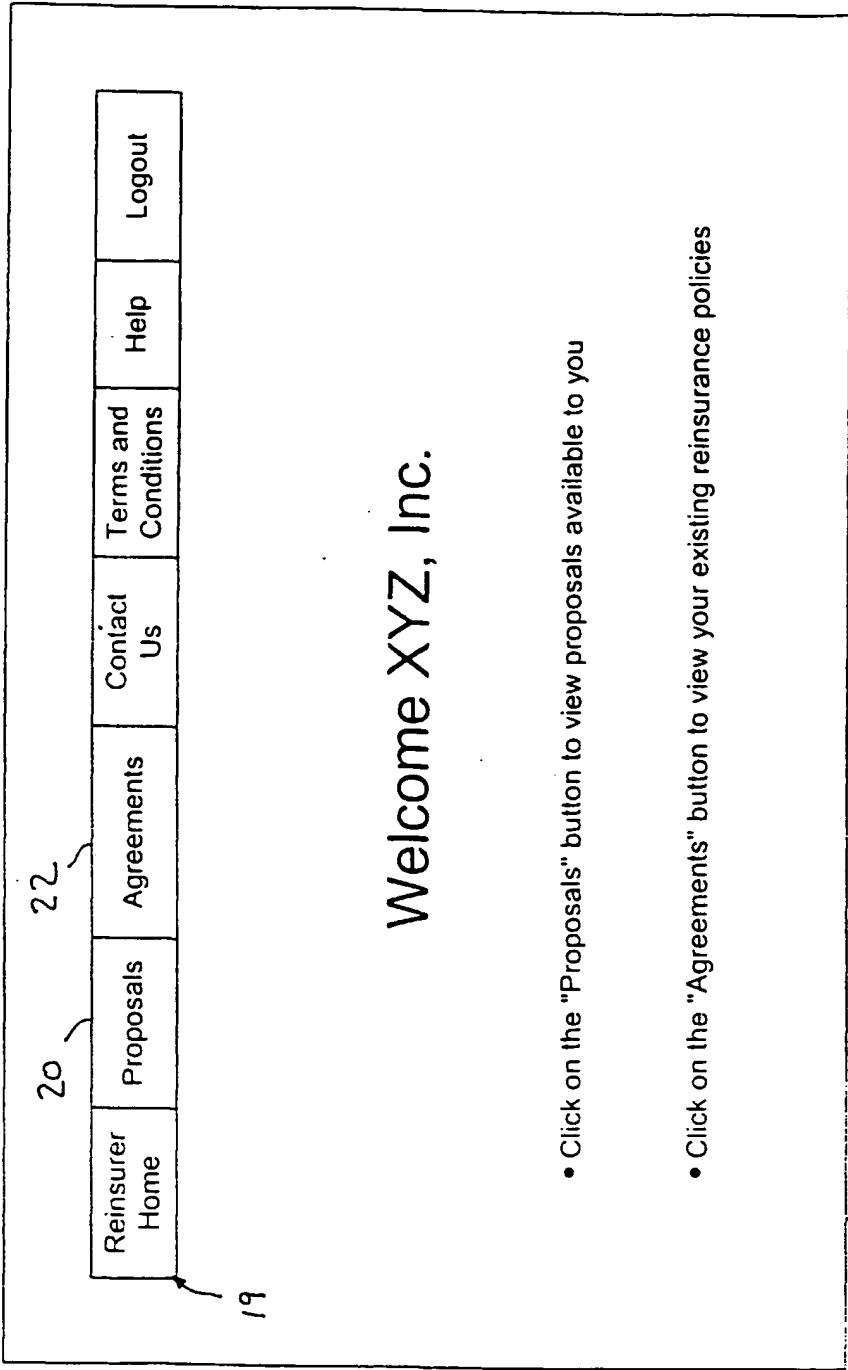 20 22
Reinsurer Home Proposals Agreements Contact Us Terms and Conditions Help Logout
19
Welcome XYZ, Inc.
• Click on the "Proposals" button to view proposals available to you
• Click on the "Agreements" button to view your existing reinsurance policies